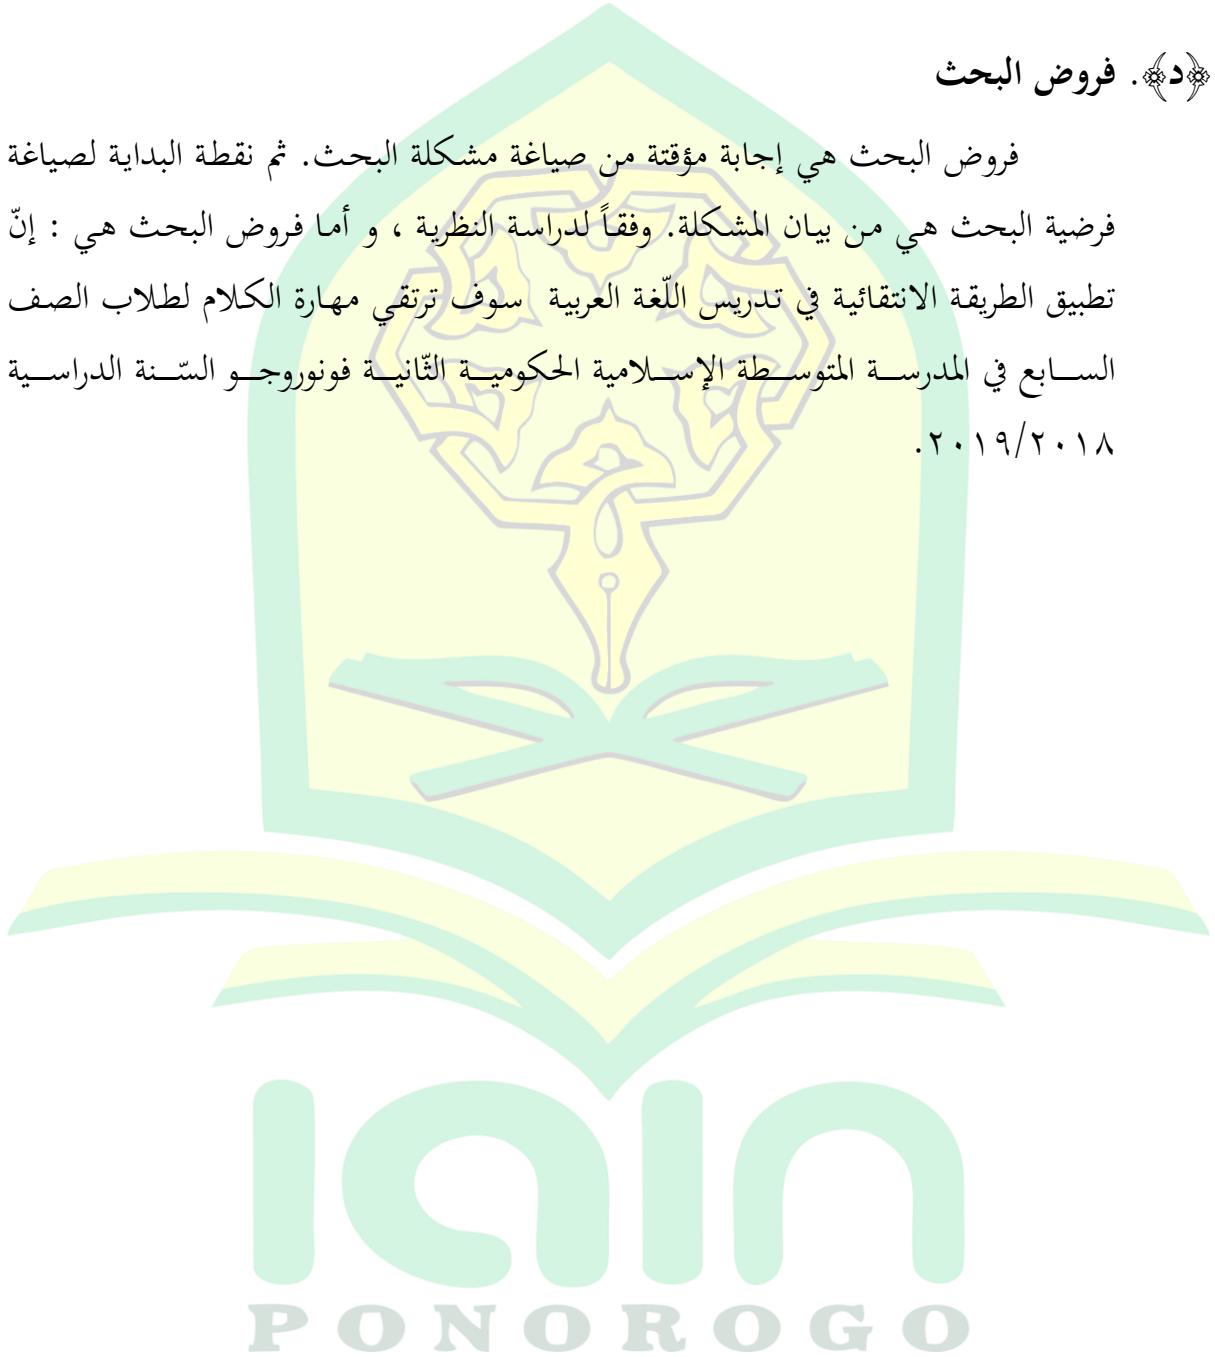 ﴿د﴾. فروض البحث
فروض البحث هي إجابة مؤقتة من صياغة مشكلة البحث. ثم نقطة البداية لصياغة
فرضية البحث هي من بيان المشكلة. وفقاً لدراسة النظرية ، و أما فروض البحث هي : إنّ
تطبيق الطريقة الانتقائية في تدريس اللّغة العربية سوف ترتقي مهارة الكلام لطلاب الصف
السابع في المدرسة المتوسطة الإسلامية الحكومية الثّانية فونوروجو السّنة الدراسية
٢٠١٩/٢٠١٨.
iain
PONOROGO